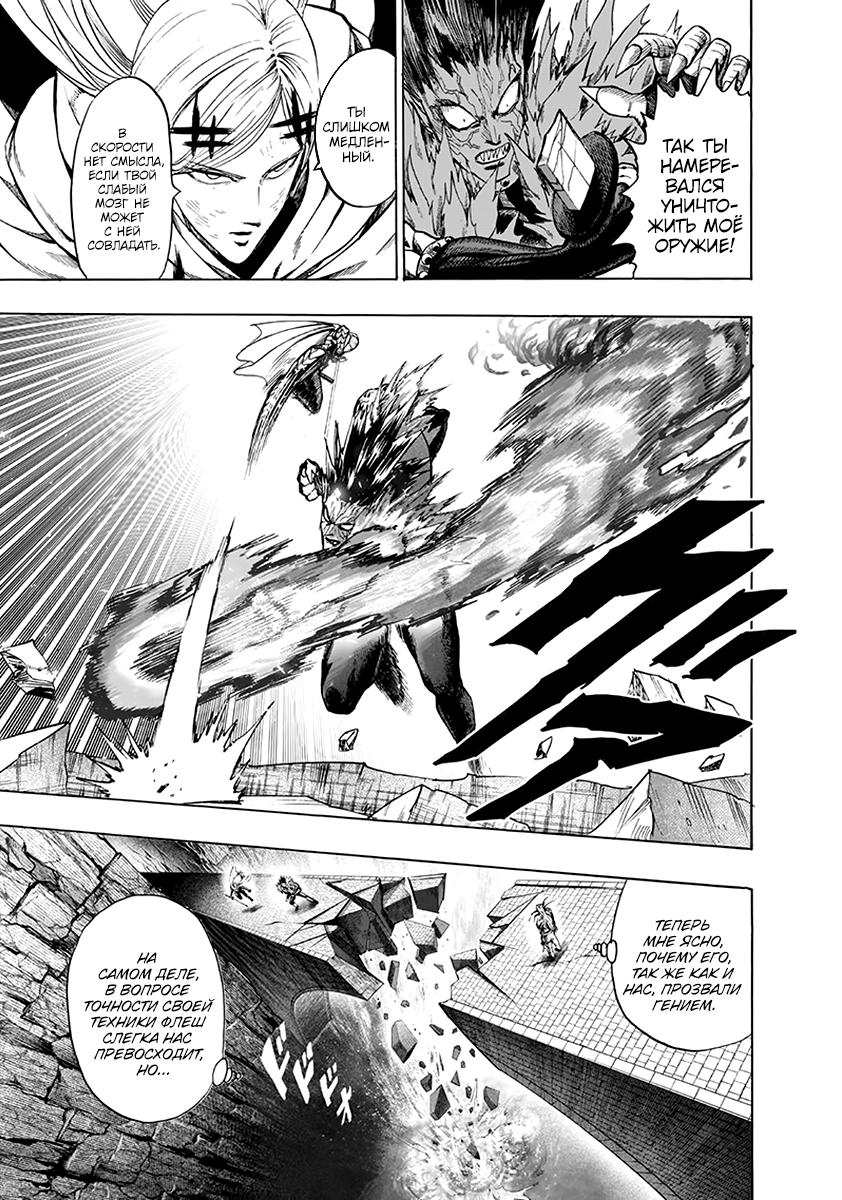 ТАК ТЫ
НАМЕРЕ-
ВАЛСЯ
УНИЧТО-
ЖИТЬ МОЁ
ОРУЖИЕ!
ТЫ
СЛИШКОМ
МЕДЛЕН-
НЫЙ.
В
СКОРОСТИ
НЕТ СМЫСЛА,
ЕСЛИ ТВОЙ
СЛАБЫЙ
МОЗГ НЕ
МОЖЕТ
С НЕЙ
СОВЛАДАТЬ.
ТЕПЕРЬ
МНЕ ЯСНО,
ПОЧЕМУ ЕГО,
ТАК ЖЕ КАК И
НАС, ПРОЗВАЛИ
ГЕНИЕМ.
НА
САМОМ ДЕЛЕ,
В ВОПРОСЕ
ТОЧНОСТИ СВОЕЙ
ТЕХНИКИ ФЛЕШ
СЛЕГКА НАС
ПРЕВОСХОДИТ,
НО...